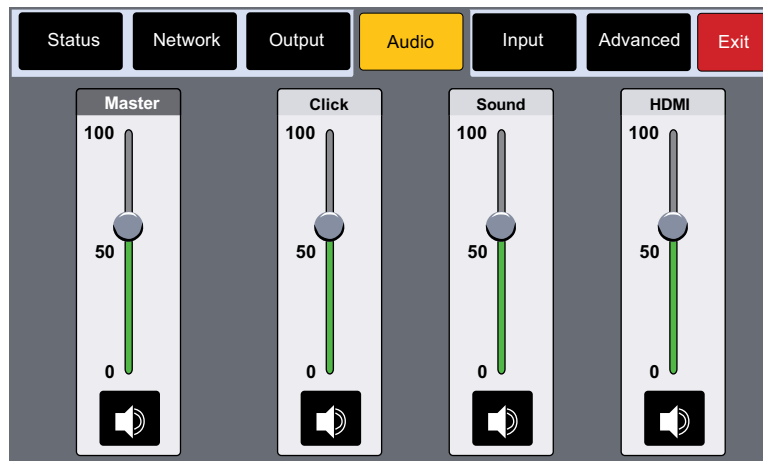 Status Network Output Audio Input Advanced Exit
Master Click Sound HDMI
100 100 100 100
50 50 50 50
0 0 0 0